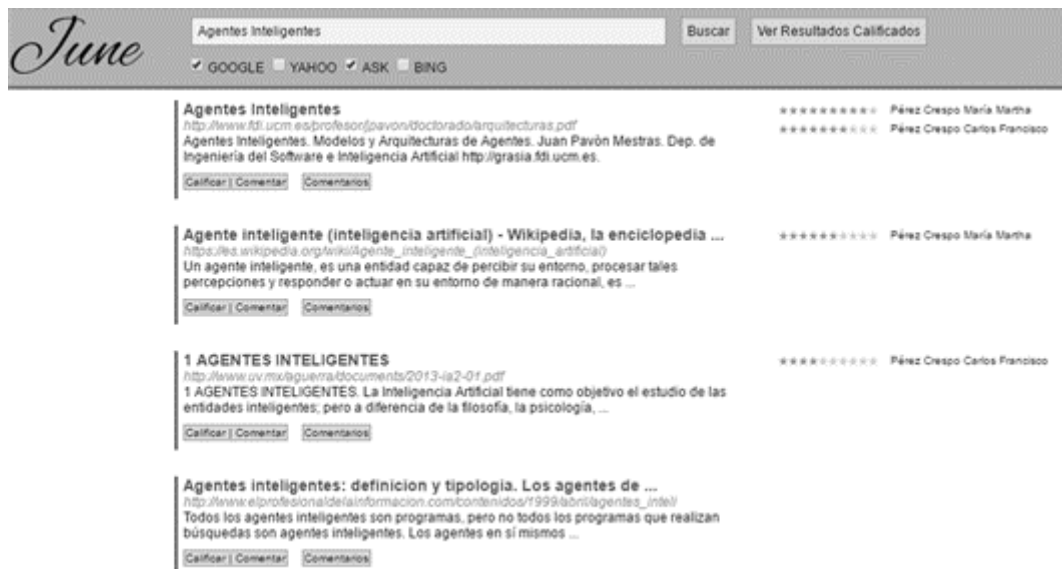 June
Agentes Inteligentes
Buscar
Ver Resultados Calificados
GOOGLE YAHOO ASK BING
Agentes Inteligentes
http://www.fdi.ucm.es/profesor/jpavon/doctorado/arquitecturas.pdf
Agentes Inteligentes. Modelos y Arquitecturas de Agentes. Juan Pavòn Mestras. Dep. de
Ingeniería del Software e Inteligencia Artificial http://grasia.fdi.ucm.es.
Calificar | Comentar Comentarios
Pérez Crespo María Martha
Pérez Crespo Carlos Francisco
Agente inteligente (inteligencia artificial) - Wikipedia, la enciclopedia ...
https://es.wikipedia.org/wiki/Agente_inteligente_(inteligencia_artificial)
Un agente inteligente, es una entidad capaz de percibir su entorno, procesar tales
percepciones y responder o actuar en su entorno de manera racional, es ...
Calificar | Comentar Comentarios
Pérez Crespo María Martha
1 AGENTES INTELIGENTES
http://www.uv.mx/aguerra/documents/2013-ia2-01.pdf
1 AGENTES INTELIGENTES. La Inteligencia Artificial tiene como objetivo el estudio de las
entidades inteligentes; pero a diferencia de la filosofía, la psicología, ...
Calificar | Comentar Comentarios
Pérez Crespo Carlos Francisco
Agentes inteligentes: definicion y tipologia. Los agentes de ...
http://www.elprofesionaldelainformacion.com/contenidos/1999/abril/agentes_inteli/
Todos los agentes inteligentes son programas, pero no todos los programas que realizan
búsquedas son agentes inteligentes. Los agentes en sí mismos ...
Calificar | Comentar Comentarios